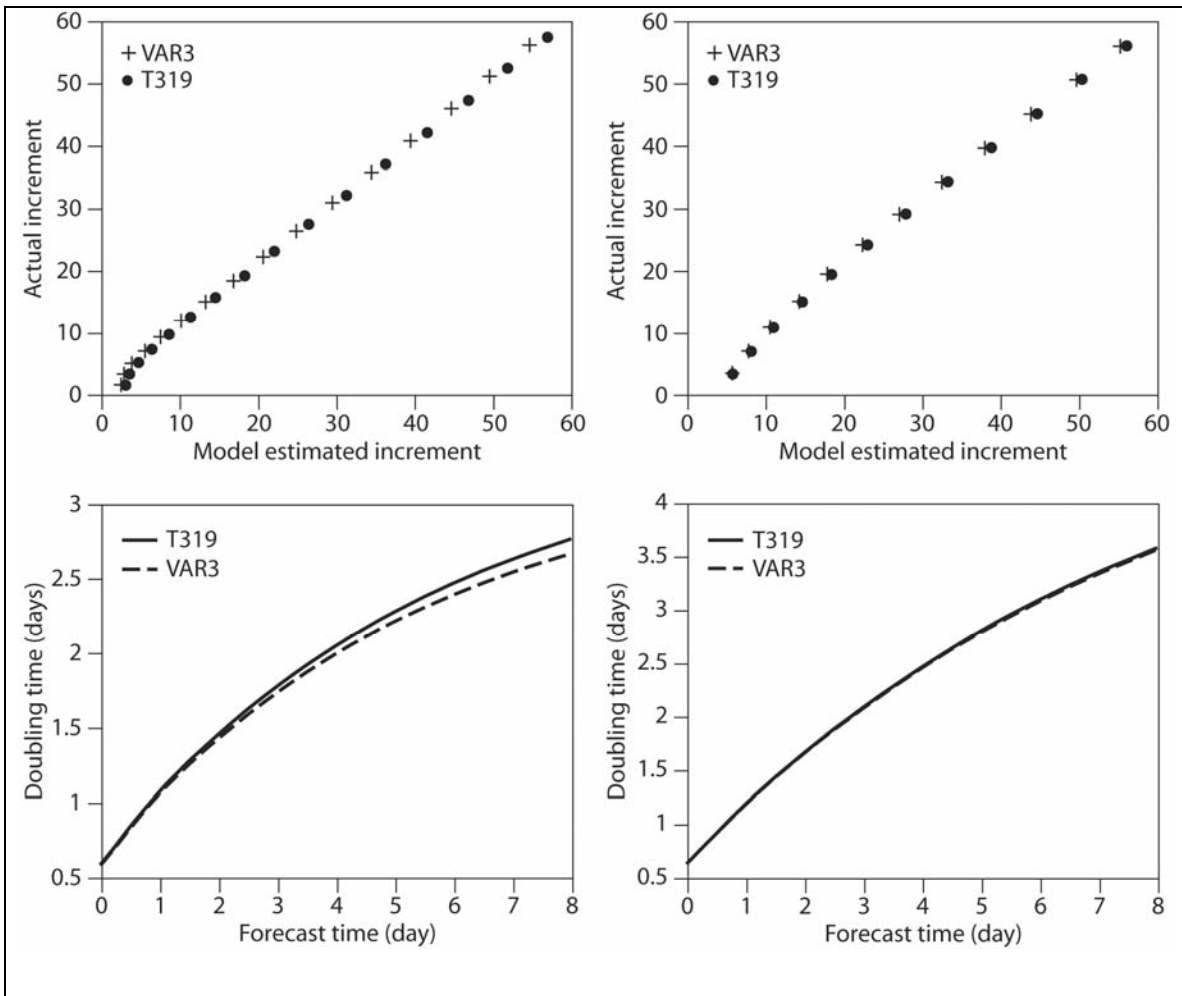 60
50
40
30
20
10
0
Actual increment
VAR3
T319
0 10 20 30 40 50 60
Model estimated increment
60
50
40
30
20
10
0
Actual increment
VAR3
T319
0 10 20 30 40 50 60
Model estimated increment
3
2.5
2
1.5
1
0.5
Doubling time (days)
T319
VAR3
0 1 2 3 4 5 6 7 8
Forecast time (day)
4
3.5
3
2.5
2
1.5
1
0.5
Doubling time (days)
T319
VAR3
0 1 2 3 4 5 6 7 8
Forecast time (day)